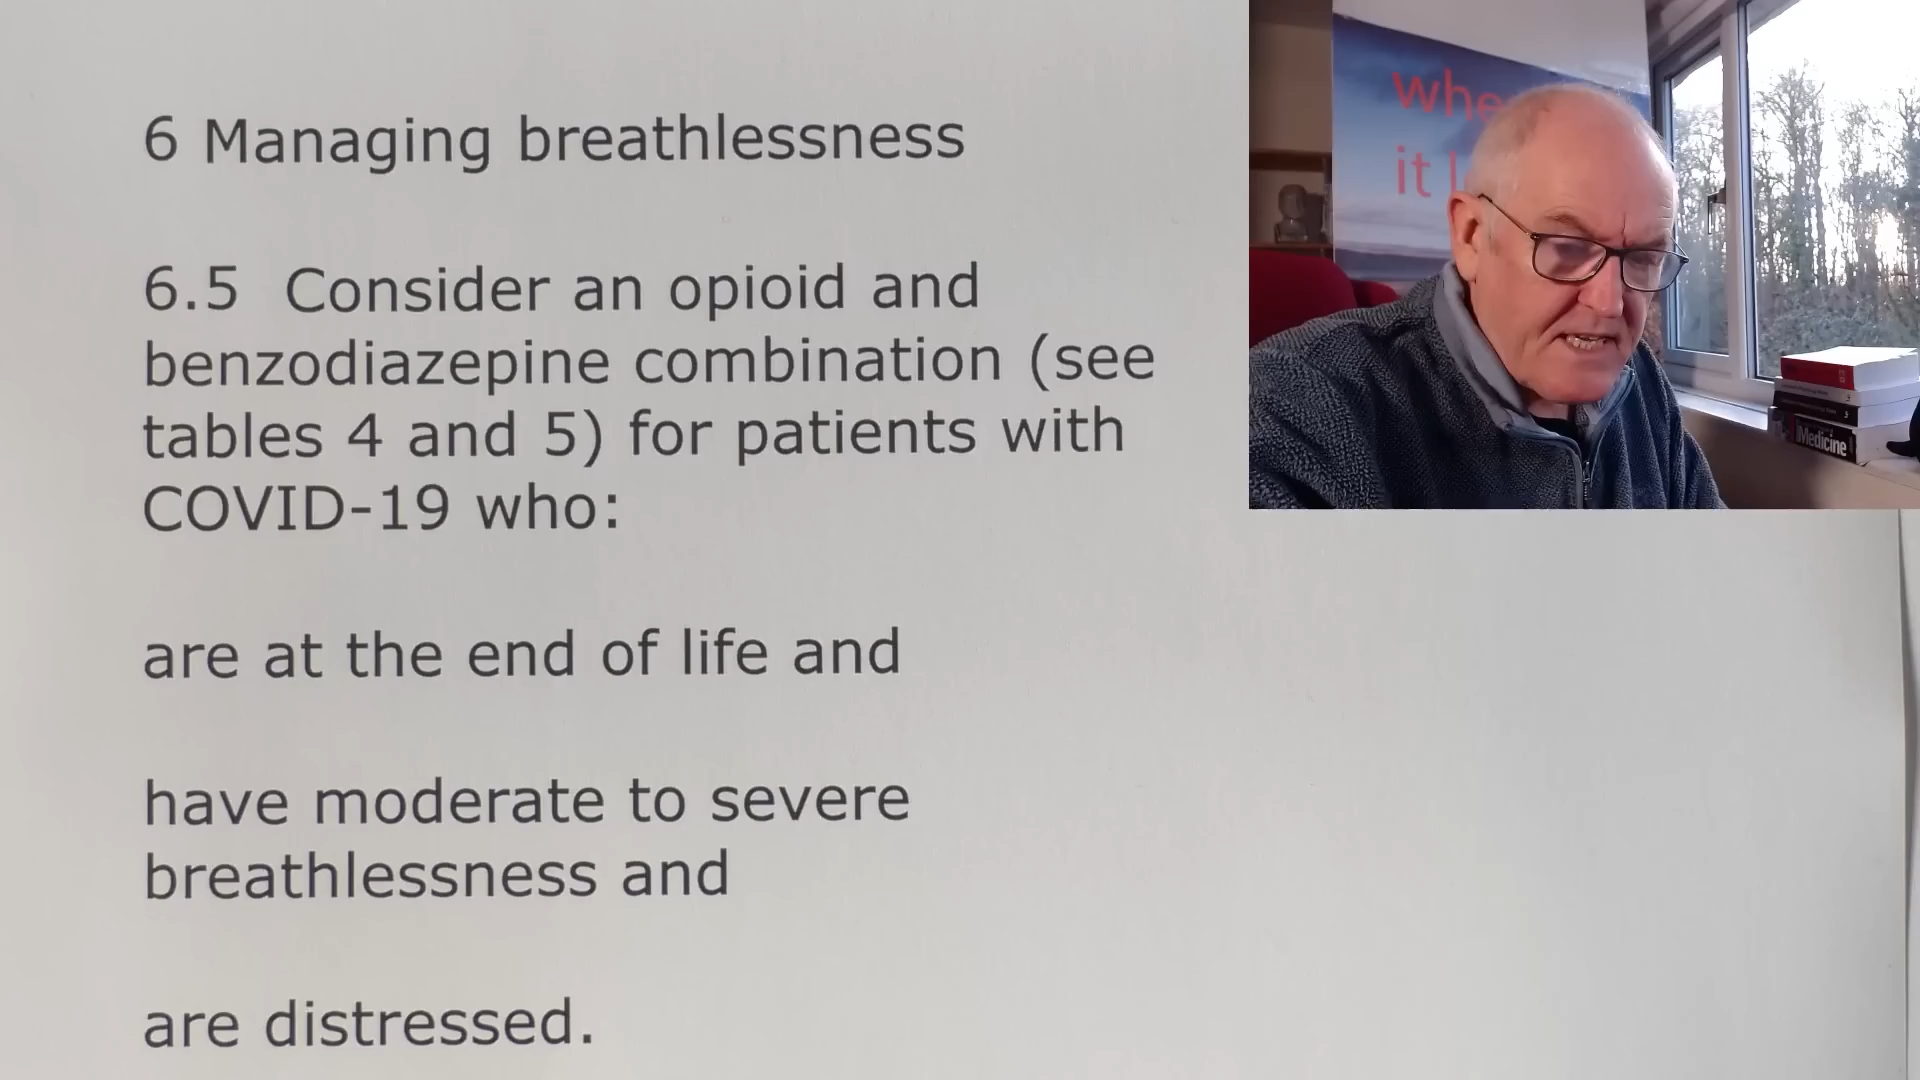 6 Managing breathlessness
6.5 Consider an opioid and
benzodiazepine combination (see
tables 4 and 5) for patients with
COVID-19 who:
are at the end of life and
have moderate to severe
breathlessness and
are distressed.
whe
it l
Medicine